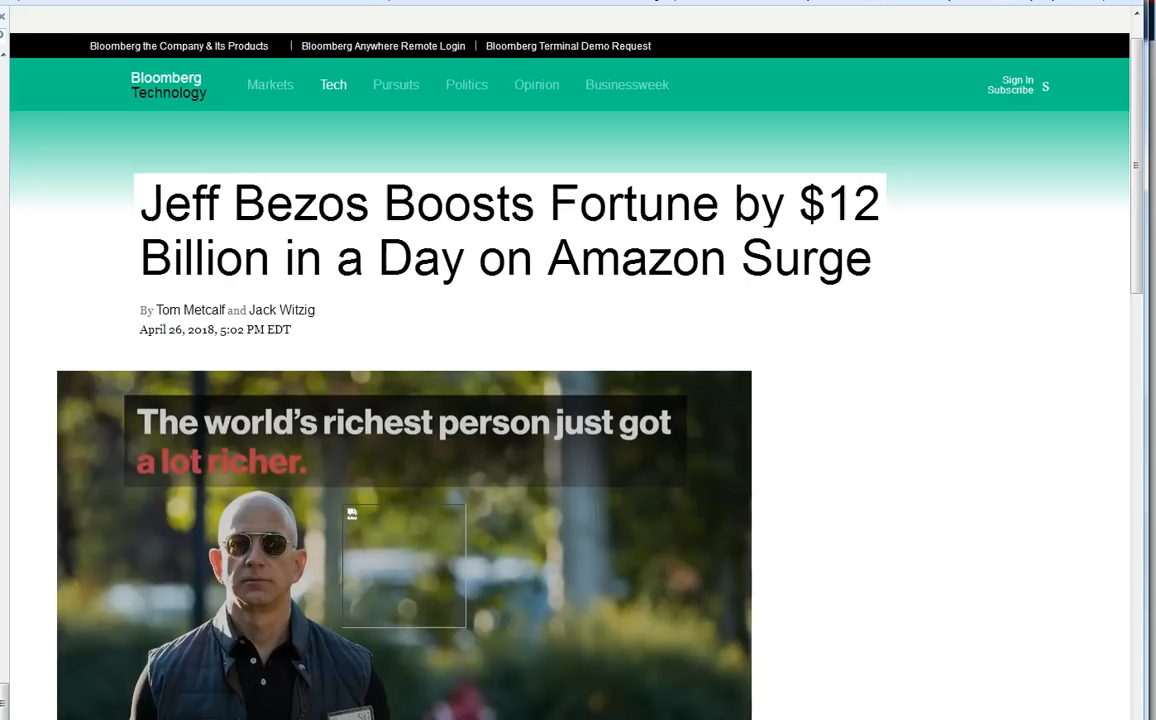 Bloomberg the Company & Its Products | Bloomberg Anywhere Remote Login | Bloomberg Terminal Demo Request
Bloomberg
Technology
Markets Tech Pursuits Politics Opinion Businessweek
Sign In
Subscribe
S
Jeff Bezos Boosts Fortune by $12
Billion in a Day on Amazon Surge
By Tom Metcalf and Jack Witzig
April 26, 2018, 5:02 PM EDT
The world's richest person just got
a lot richer.